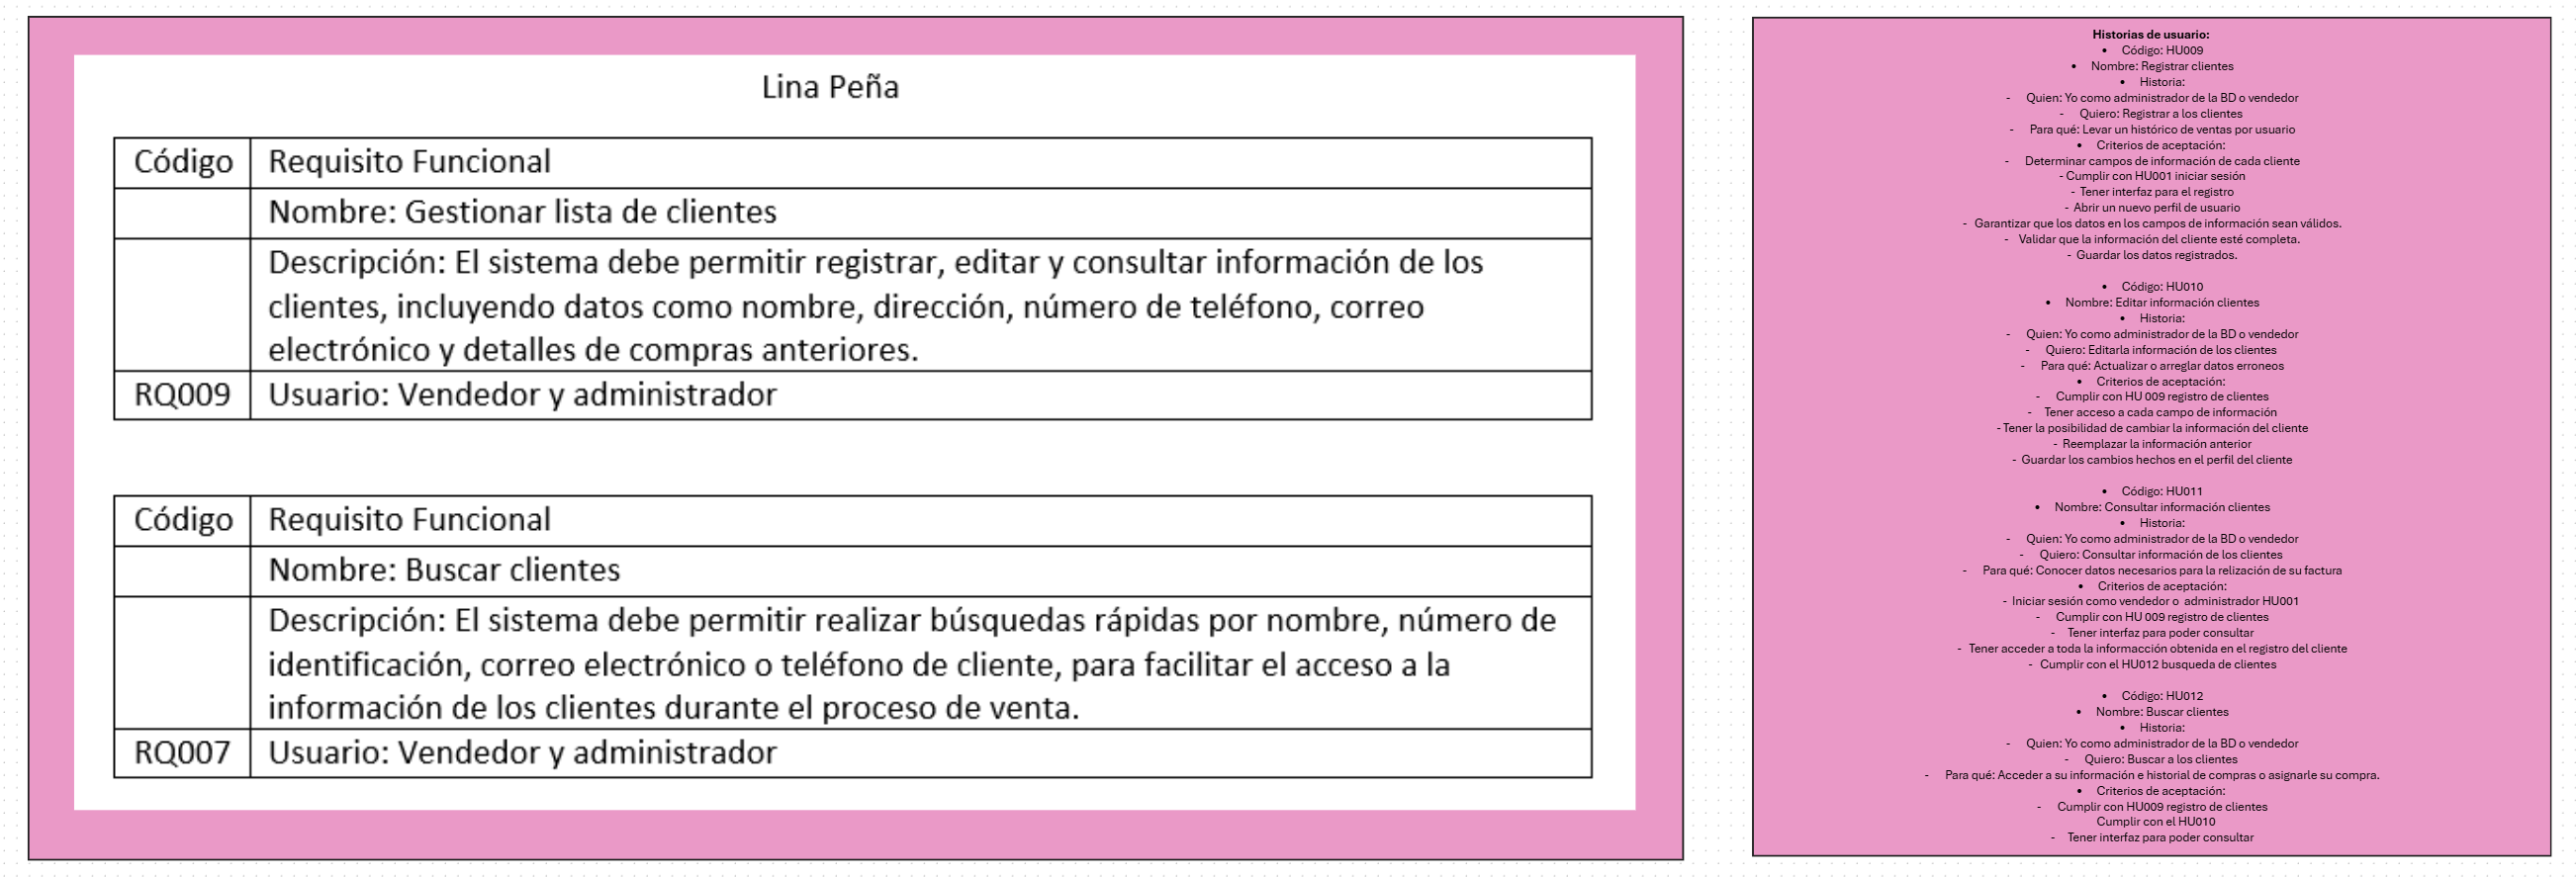 Lina Peña
Código Requisito Funcional
Nombre: Gestionar lista de clientes
Descripción: El sistema debe permitir registrar, editar y consultar información de los
clientes, incluyendo datos como nombre, dirección, número de teléfono, correo
electrónico y detalles de compras anteriores.
RQ009 Usuario: Vendedor y administrador
Código Requisito Funcional
Nombre: Buscar clientes
Descripción: El sistema debe permitir realizar búsquedas rápidas por nombre, número de
identificación, correo electrónico o teléfono de cliente, para facilitar el acceso a la
información de los clientes durante el proceso de venta.
RQ007 Usuario: Vendedor y administrador
Historias de usuario:
• Código: HU009
• Nombre: Registrar clientes
• Historia:
- Quien: Yo como administrador de la BD o vendedor
- Quiero: Registrar a los clientes
- Para qué: Levar un histórico de ventas por usuario
• Criterios de aceptación:
- Determinar campos de información de cada cliente
- Cumplir con HU001 iniciar sesión
- Tener interfaz para el registro
- Abrir un nuevo perfil de usuario
- Garantizar que los datos en los campos de información sean válidos.
- Validar que la información del cliente esté completa.
- Guardar los datos registrados.
• Código: HU010
• Nombre: Editar información clientes
• Historia:
- Quien: Yo como administrador de la BD o vendedor
- Quiero: Editarla información de los clientes
- Para qué: Actualizar o arreglar datos erroneos
• Criterios de aceptación:
- Cumplir con HU 009 registro de clientes
- Tener acceso a cada campo de información
- Tener la posibilidad de cambiar la información del cliente
- Reemplazar la información anterior
- Guardar los cambios hechos en el perfil del cliente
• Código: HU011
• Nombre: Consultar información clientes
• Historia:
- Quien: Yo como administrador de la BD o vendedor
- Quiero: Consultar información de los clientes
- Para qué: Conocer datos necesarios para la relización de su factura
• Criterios de aceptación:
- Iniciar sesión como vendedor o administrador HU001
- Cumplir con HU 009 registro de clientes
- Tener interfaz para poder consultar
- Tener acceder a toda la informacción obtenida en el registro del cliente
- Cumplir con el HU012 busqueda de clientes
• Código: HU012
• Nombre: Buscar clientes
• Historia:
- Quien: Yo como administrador de la BD o vendedor
- Quiero: Buscar a los clientes
- Para qué: Acceder a su información e historial de compras o asignarle su compra.
• Criterios de aceptación:
- Cumplir con HU009 registro de clientes
Cumplir con el HU010
- Tener interfaz para poder consultar